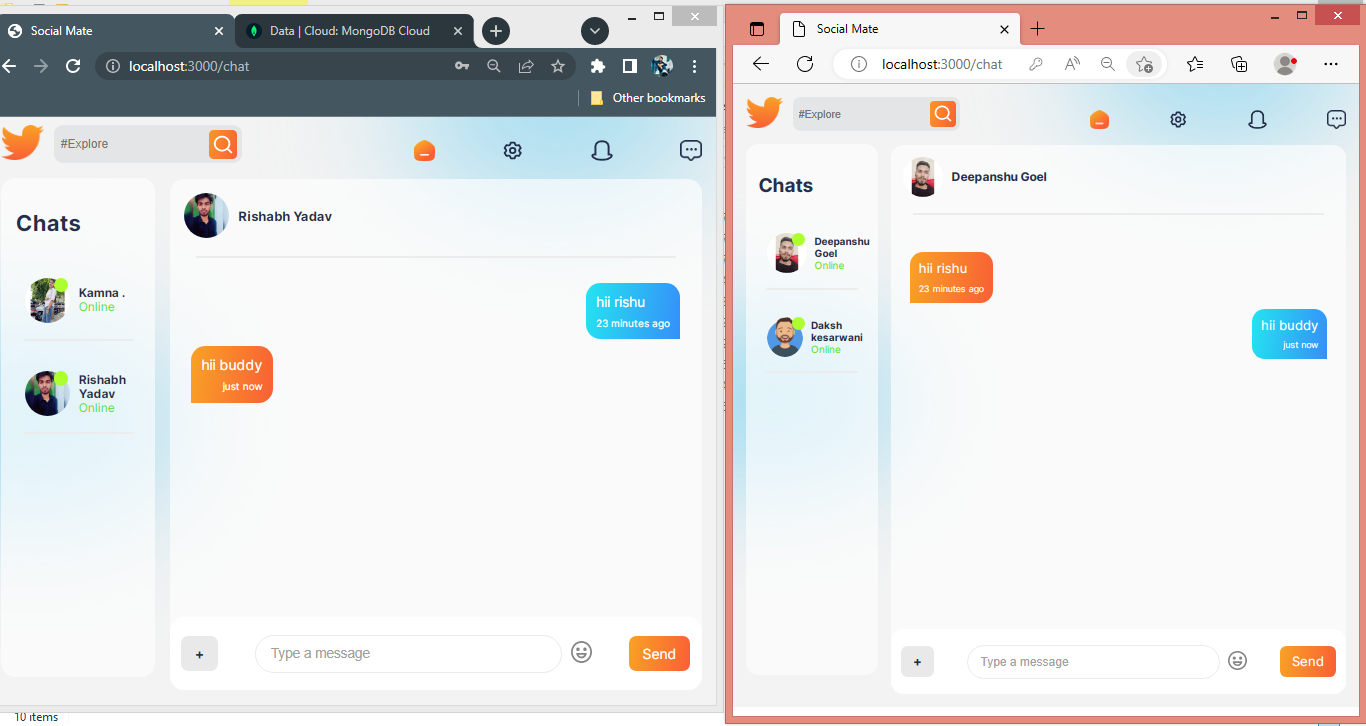 Social Mate
Data | Cloud: MongoDB Cloud
localhost:3000/chat
Other bookmarks
#Explore
Chats
Kamna .
Online
Rishabh
Yadav
Online
Rishabh Yadav
hii rishu
23 minutes ago
hii buddy
just now
+
Type a message
Send
10 items
Social Mate
localhost:3000/chat
#Explore
Chats
Deepanshu
Goel
Online
Daksh
kesarwani
Online
Deepanshu Goel
hii rishu
23 minutes ago
hii buddy
just now
+
Type a message
Send